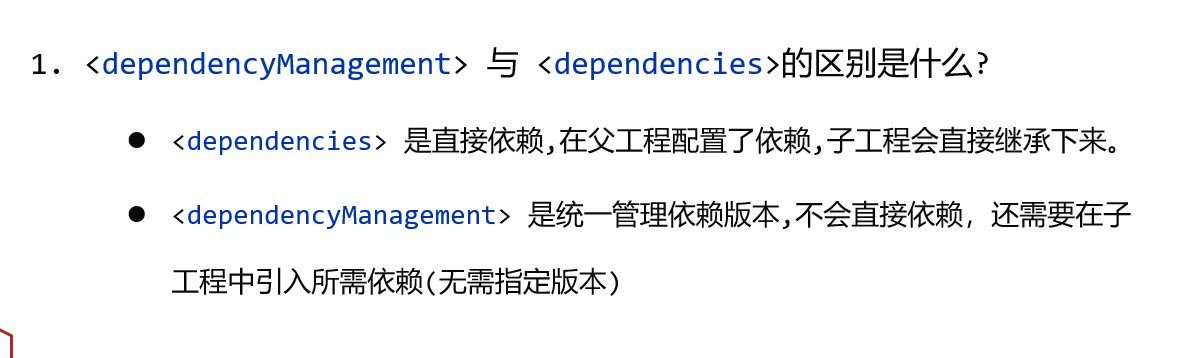 1. <dependencyManagement> 与 <dependencies>的区别是什么?
● <dependencies> 是直接依赖,在父工程配置了依赖,子工程会直接继承下来。
● <dependencyManagement> 是统一管理依赖版本,不会直接依赖，还需要在子
工程中引入所需依赖(无需指定版本)